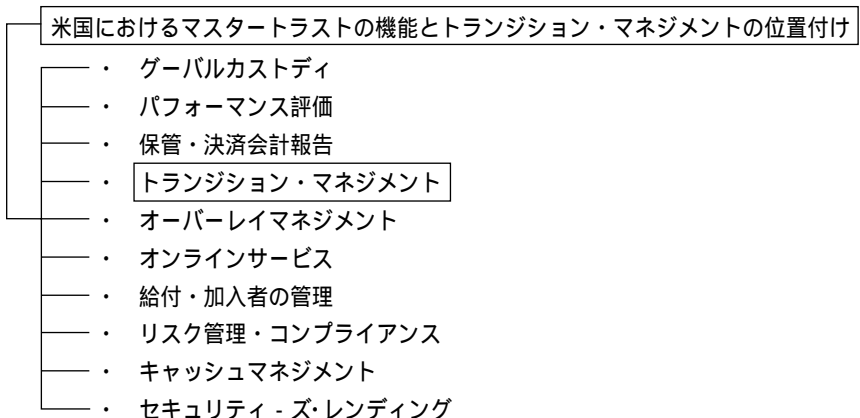 米国におけるマスタートラストの機能とトランジション・マネジメントの位置付け
・ グーバルカストディ
・ パフォーマンス評価
・ 保管・決済会計報告
・ トランジション・マネジメント
・ オーバーレイマネジメント
・ オンラインサービス
・ 給付・加入者の管理
・ リスク管理・コンプライアンス
・ キャッシュマネジメント
・ セキュリティ - ズ・レンディング